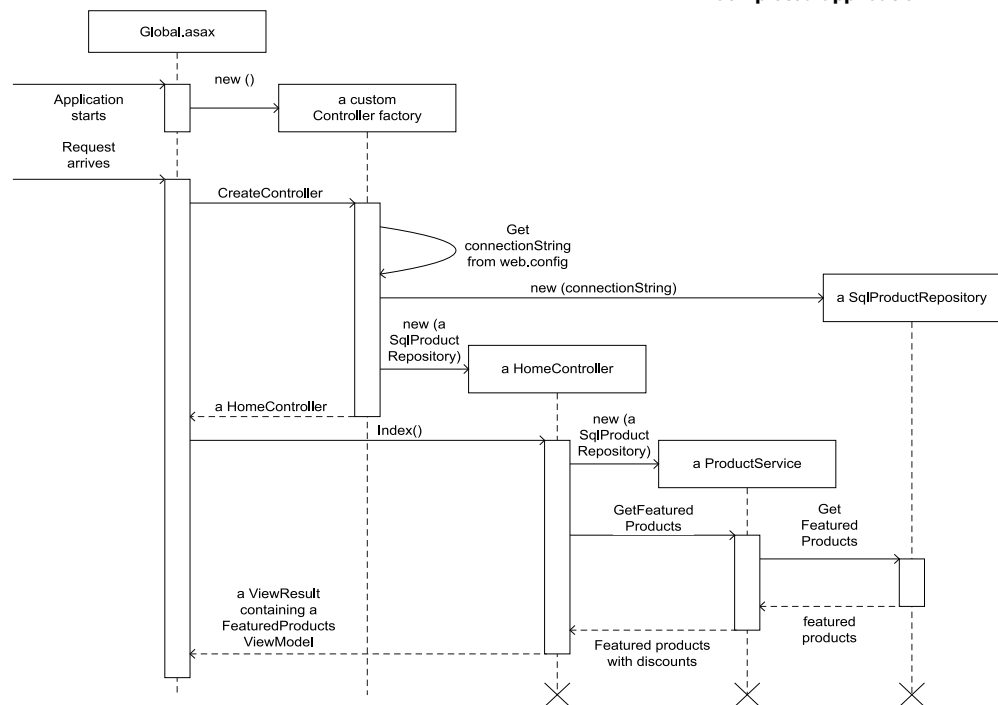 Global.asax
new ()
Application
starts
a custom
Controller factory
Request
arrives
CreateController
Get
connectionString
from web.config
new (connectionString)
a SqlProductRepository
new (a
SqlProduct
Repository)
a HomeController
a HomeController
Index()
new (a
SqlProduct
Repository)
a ProductService
GetFeatured
Products
Get
Featured
Products
a ViewResult
containing a
FeaturedProducts
ViewModel
featured
products
Featured products
with discounts